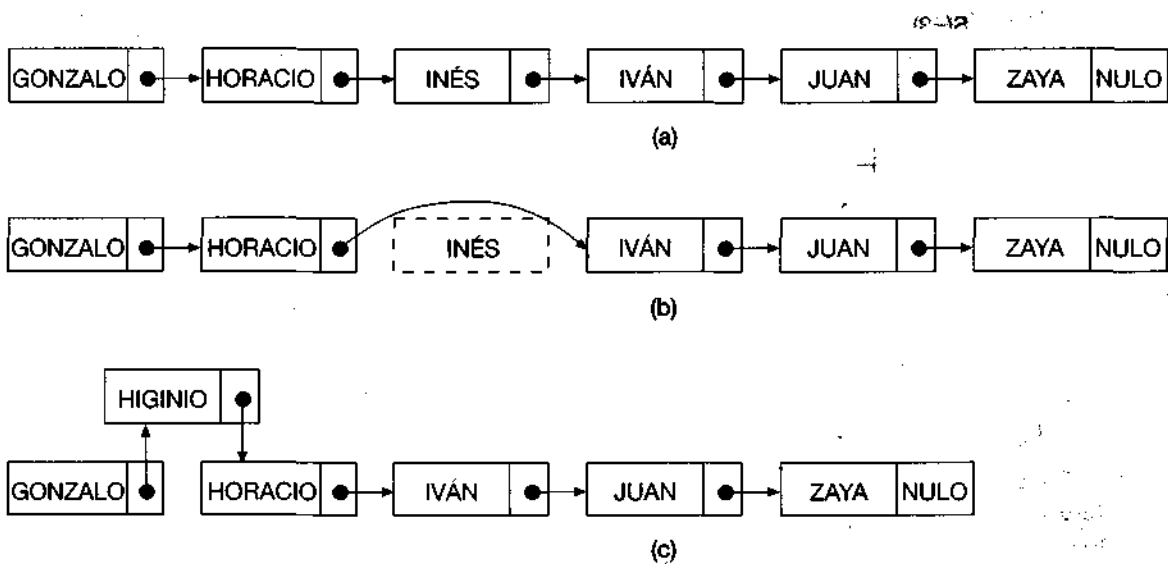 GONZALO HORACIO INÉS IVÁN JUAN ZAYA NULO
(a)
GONZALO HORACIO INÉS IVÁN JUAN ZAYA NULO
(b)
HIGINIO
GONZALO HORACIO IVÁN JUAN ZAYA NULO
(c)